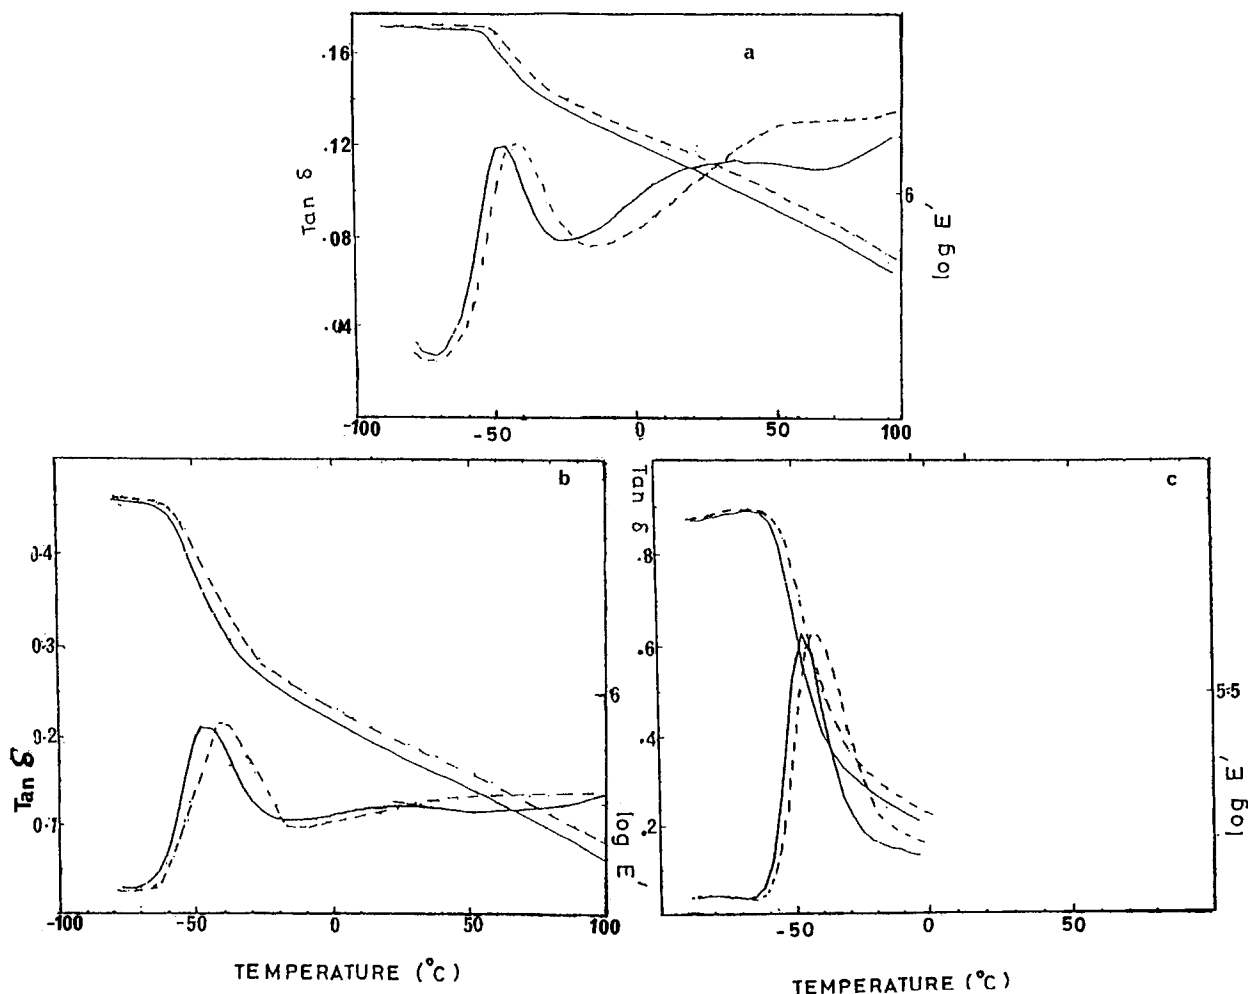 a
.16
.12
.08
.04
Tan δ
6
log E′
-100
-50
0
50
100
b
0.4
0.3
0.2
0.1
Tan δ
6
log E′
-100
-50
0
50
100
TEMPERATURE (°C)
c
Tan δ
.8
.6
.4
.2
5.5
log E′
-50
0
50
TEMPERATURE (°C)